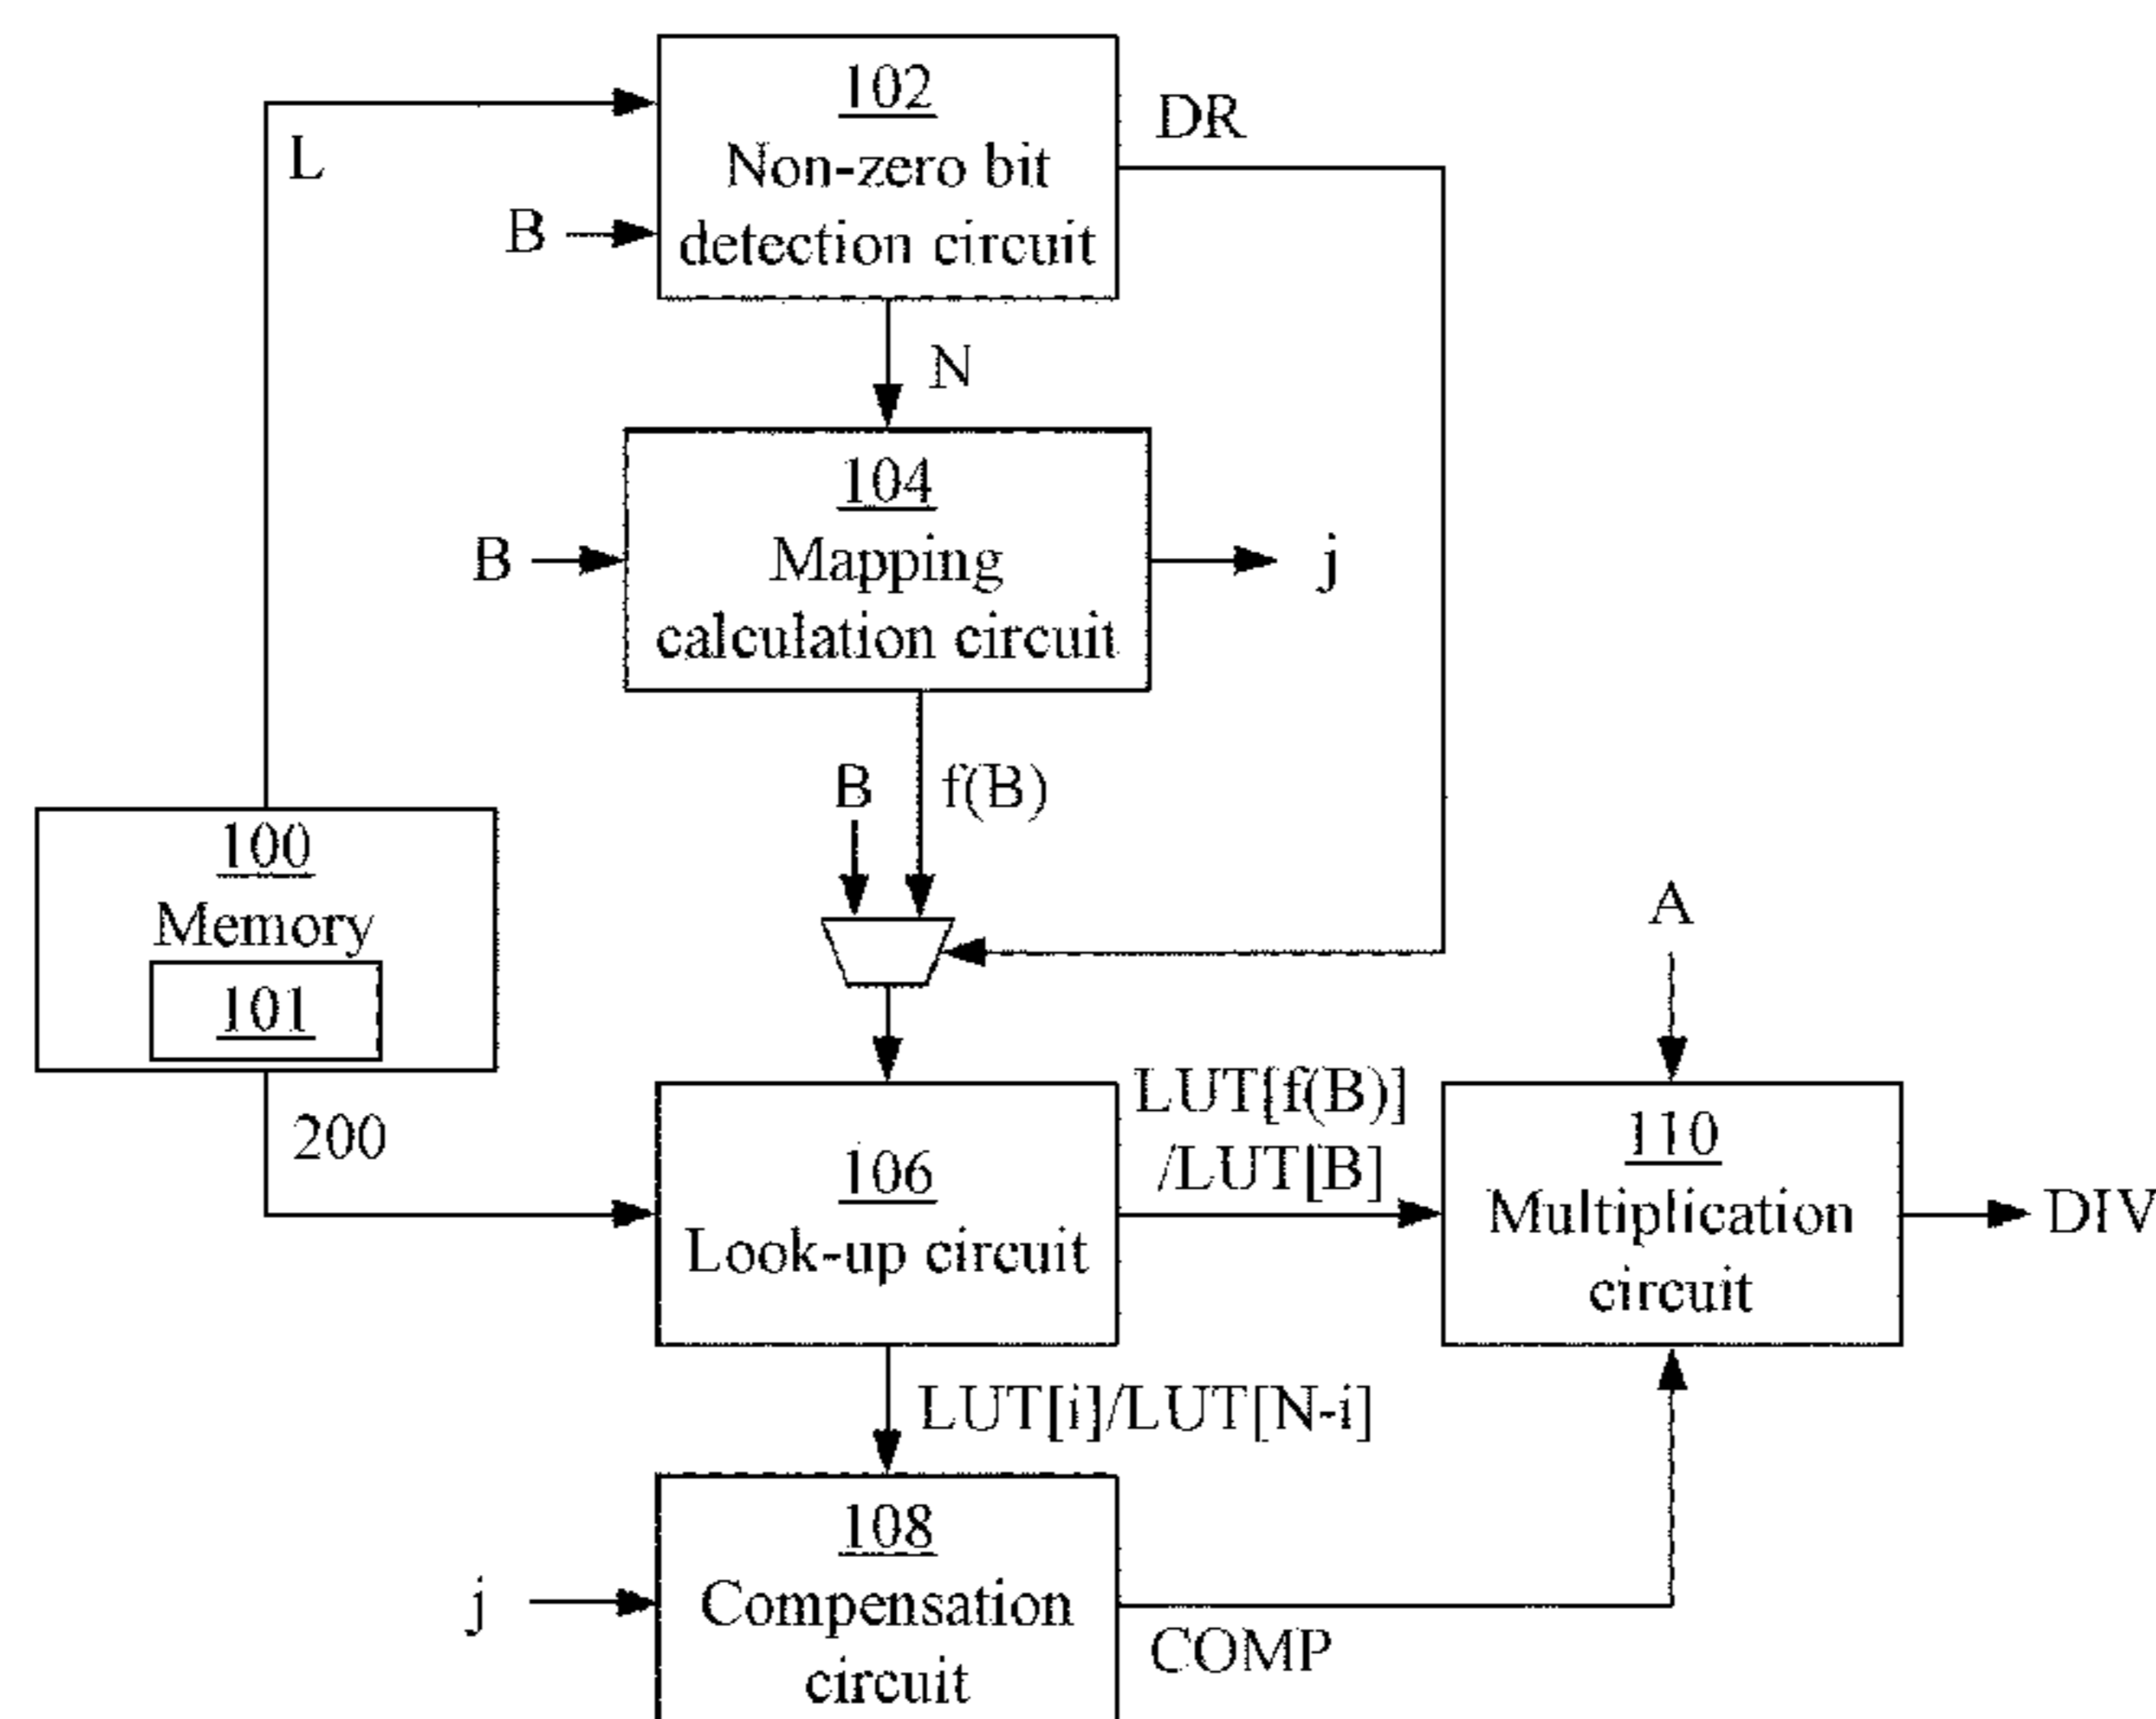 102
Non-zero bit
detection circuit
L
B
DR
N
104
Mapping
calculation circuit
B
j
B
f(B)
100
Memory
101
200
A
106
Look-up circuit
LUT[f(B)]
/LUT[B]
110
Multiplication
circuit
DIV
LUT[i]/LUT[N-i]
108
Compensation
circuit
j
COMP